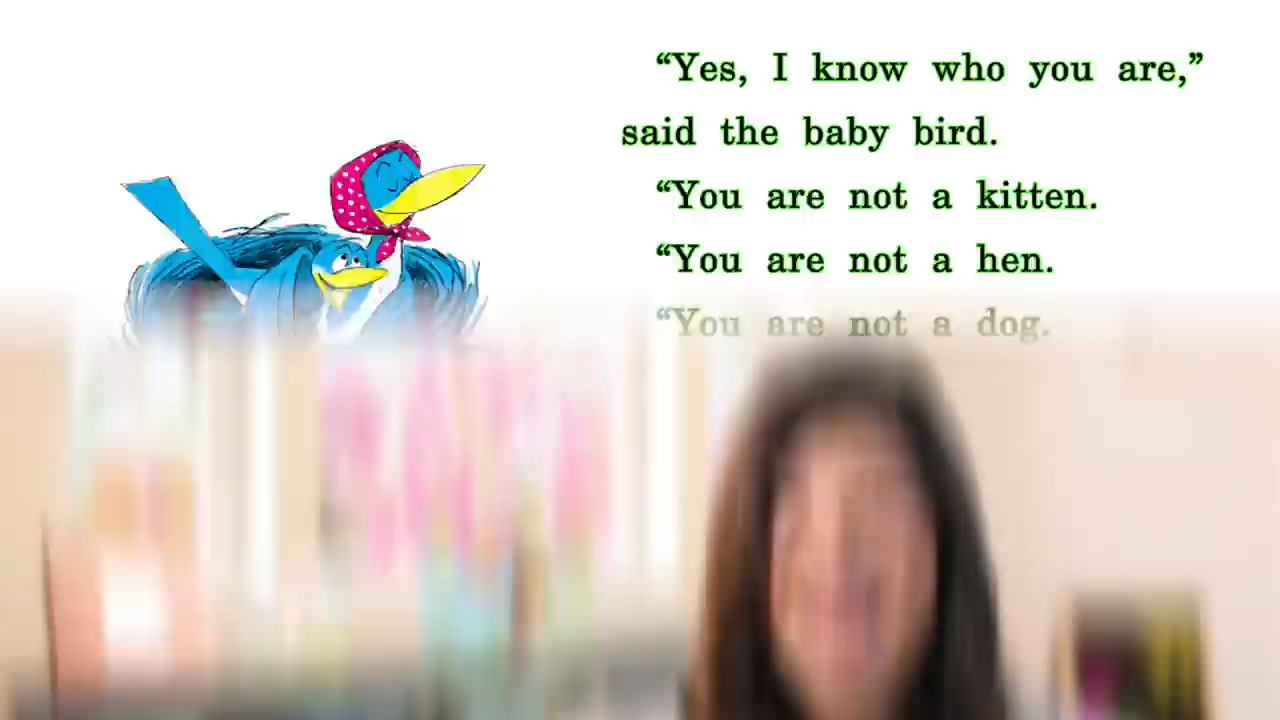 “Yes, I know who you are,”
said the baby bird.
“You are not a kitten.
“You are not a hen.
“You are not a dog.